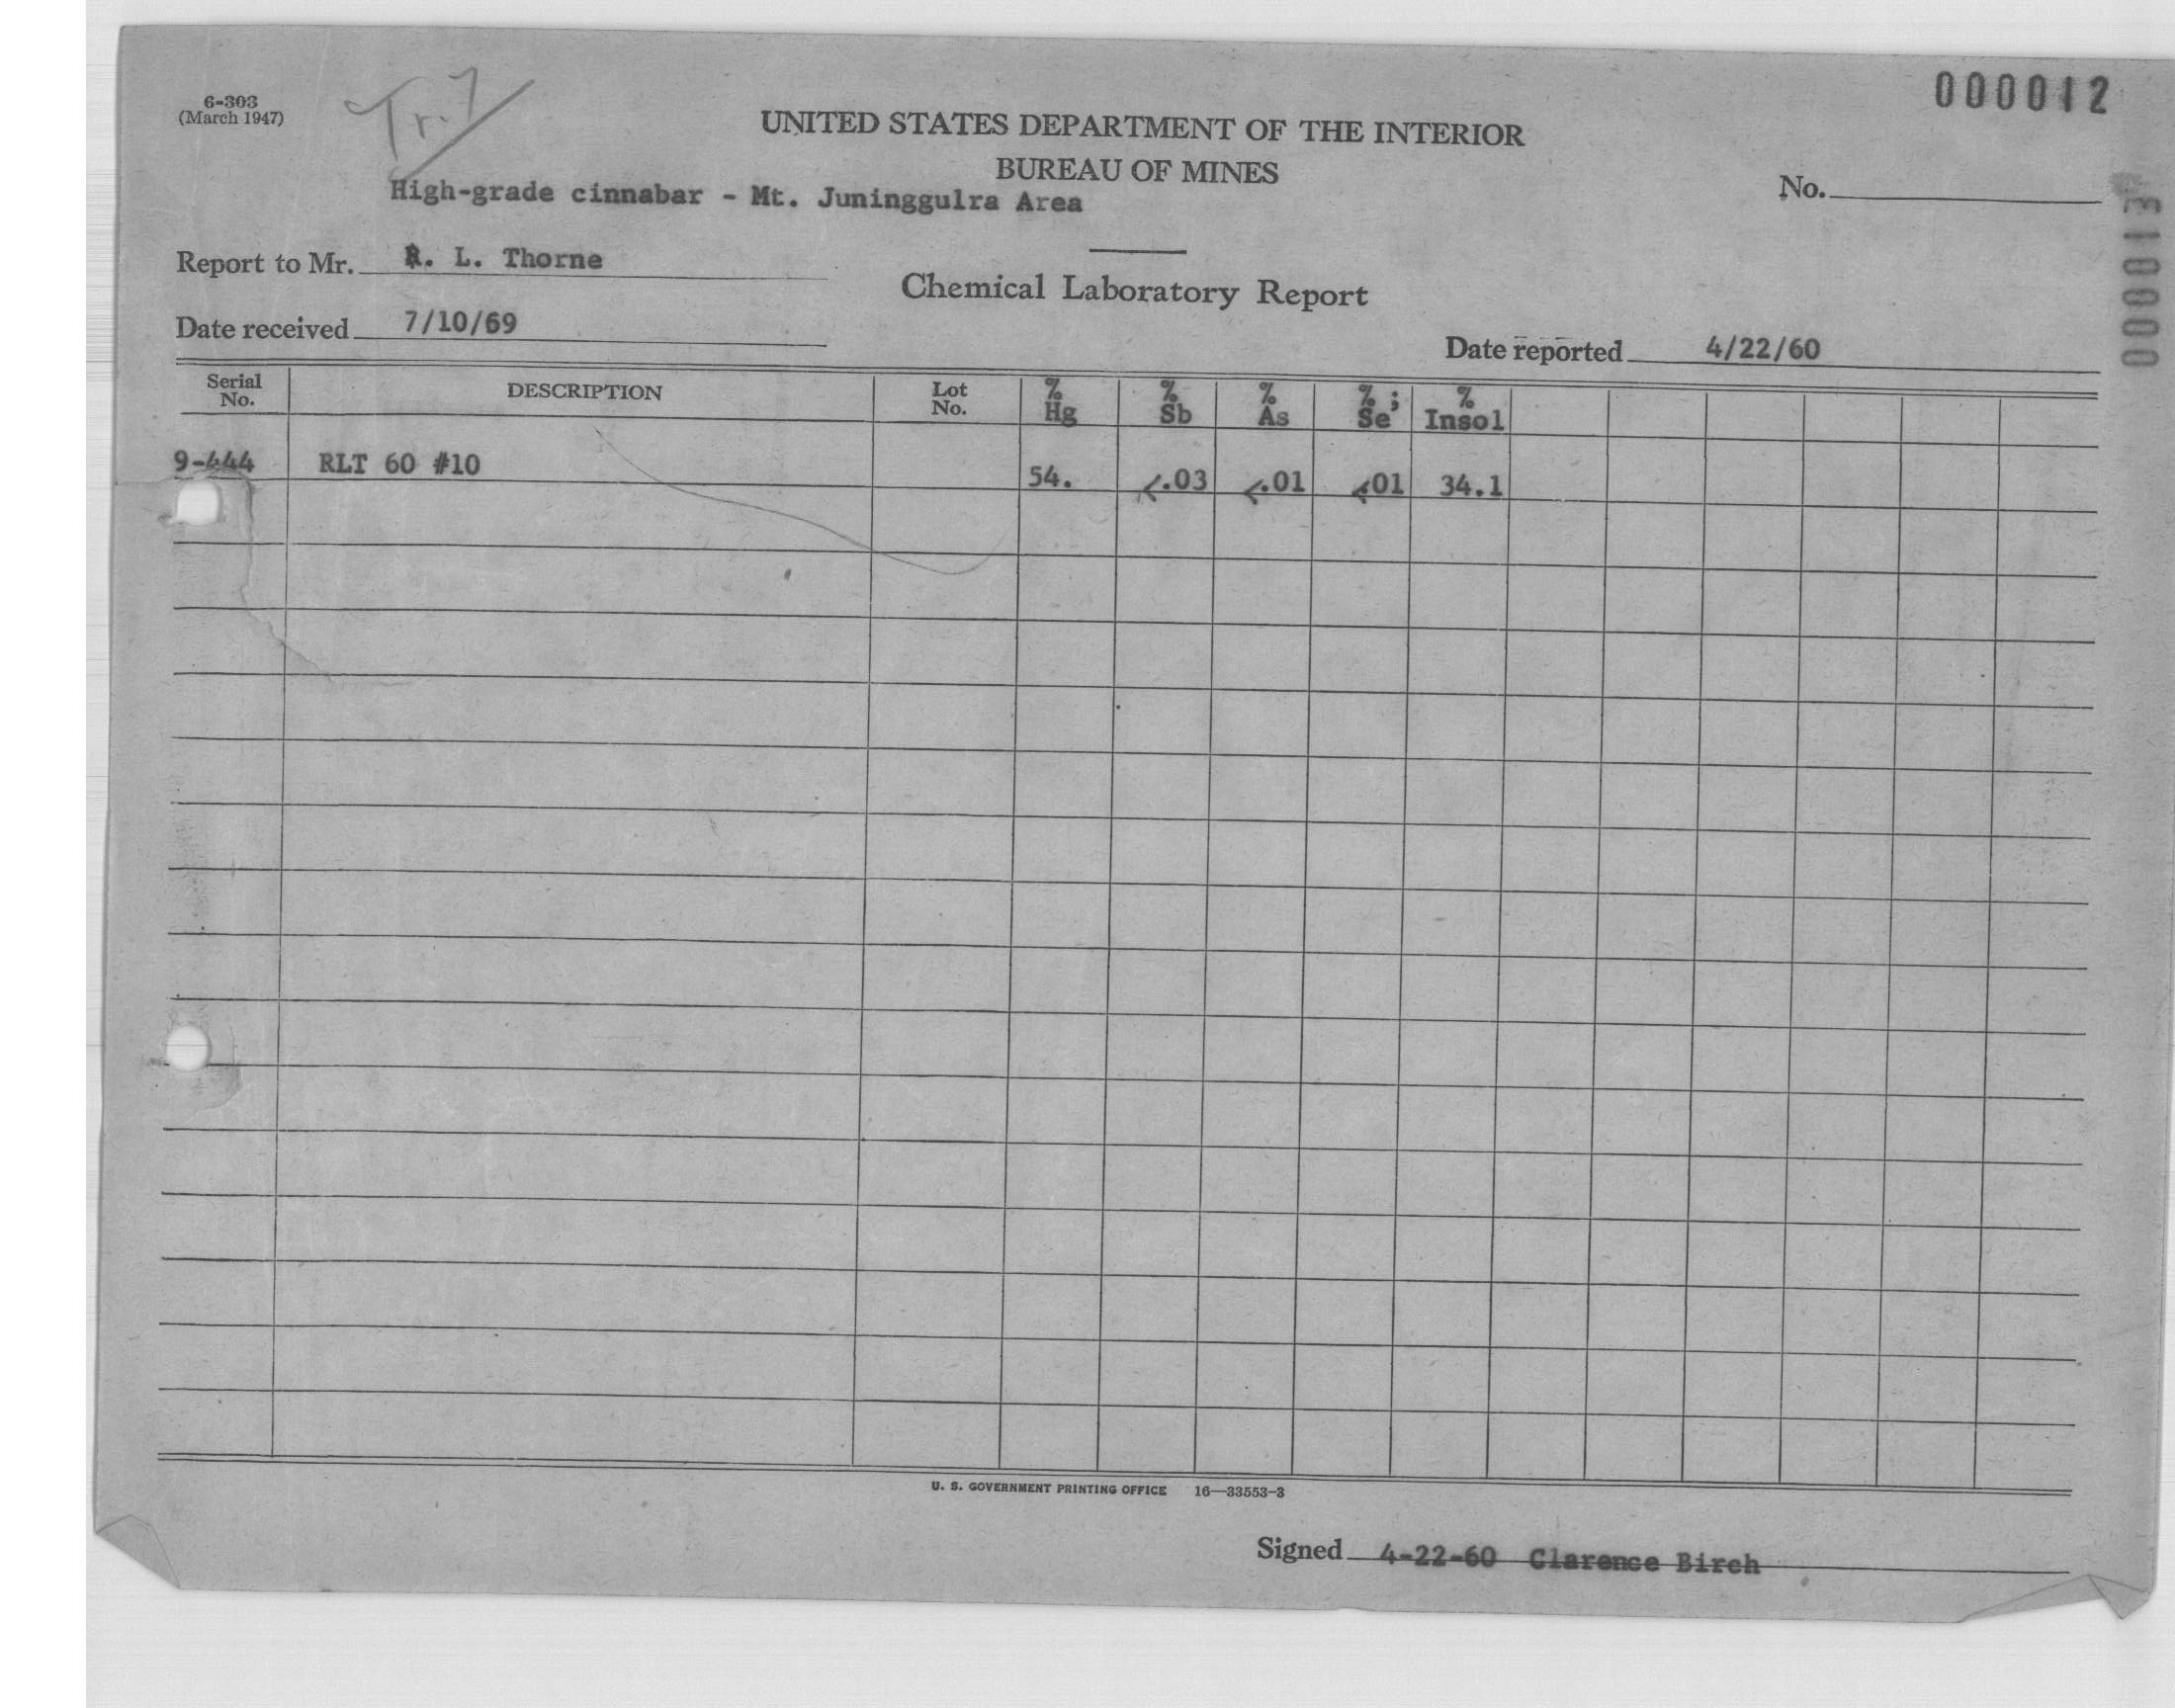 000012
6-303
(March 1947)
Tr. 7
UNITED STATES DEPARTMENT OF THE INTERIOR
BUREAU OF MINES
High-grade cinnabar - Mt. Juninggulra Area
No.
000013
Report to Mr. R. L. Thorne
Chemical Laboratory Report
Date received 7/10/69
Date reported 4/22/60
Serial No. DESCRIPTION Lot No. % Hg % Sb % As % ; Se % Insol
9-444 RLT 60 #10 54. <.03 <.01 <01 34.1
U. S. GOVERNMENT PRINTING OFFICE 16—33553-3
Signed 4-22-60 Clarence Birch